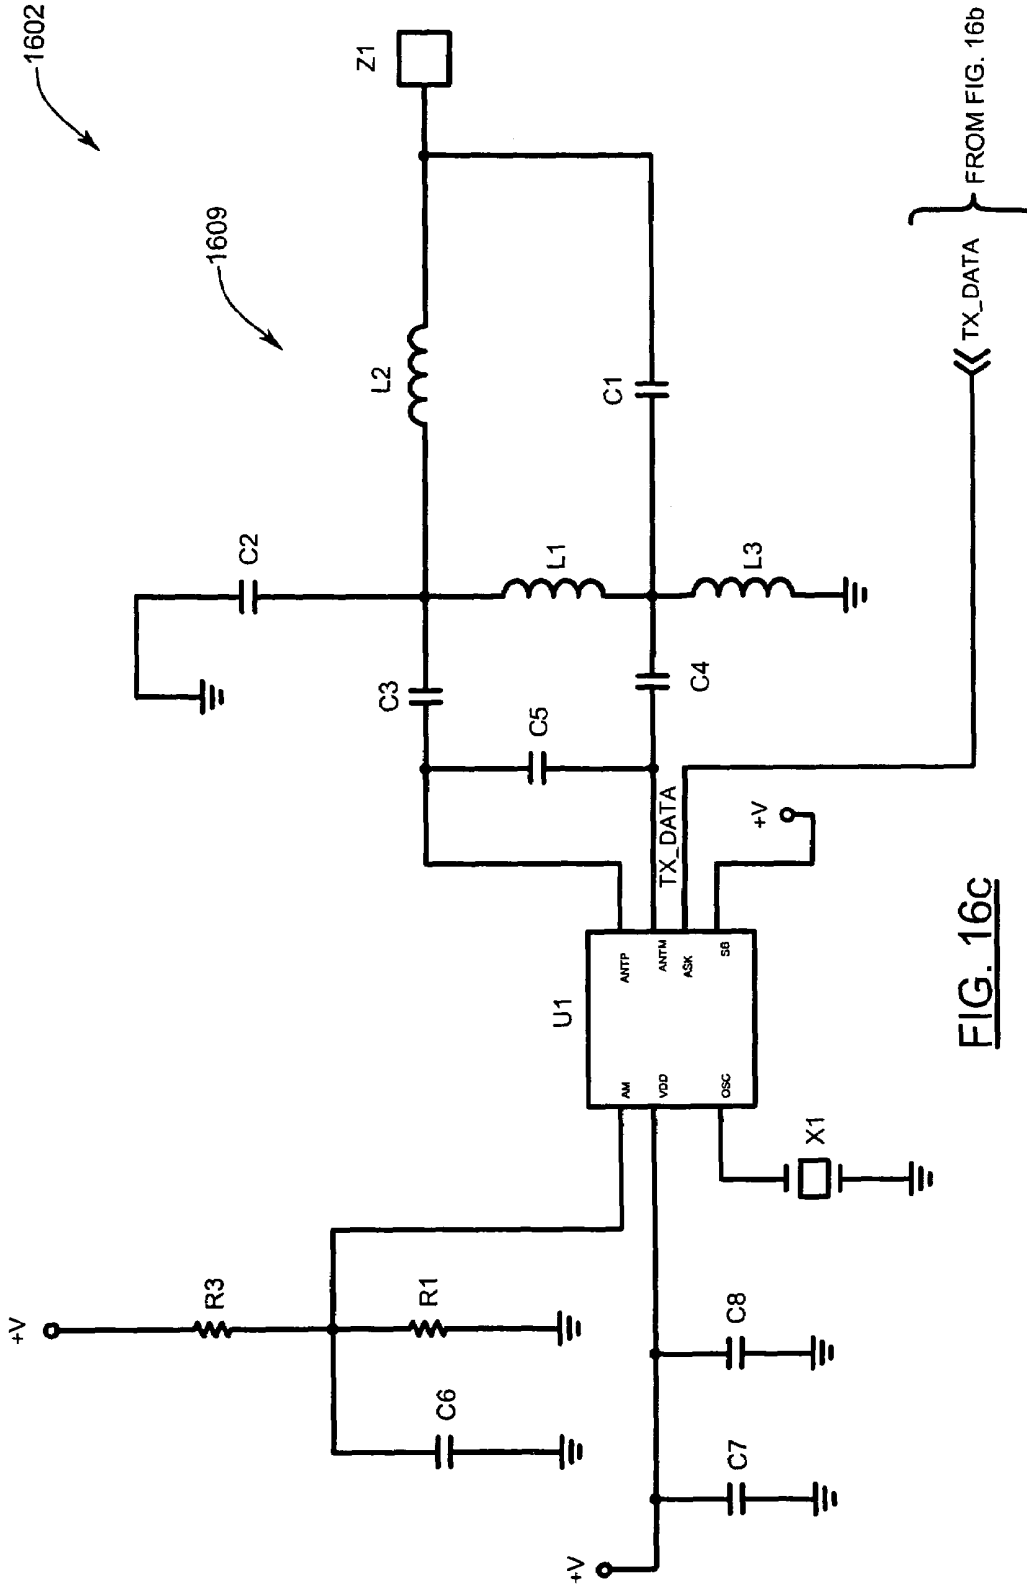 1602
1609
Z1
L2
C2
C1
L1
L3
C3
C4
C5
TX_DATA
TX_DATA
FROM FIG. 16b
+V
U1
ANTP
ANTM
ASK
SB
AM
VDD
OSC
X1
+V
R3
R1
C6
C8
C7
+V
FIG. 16c